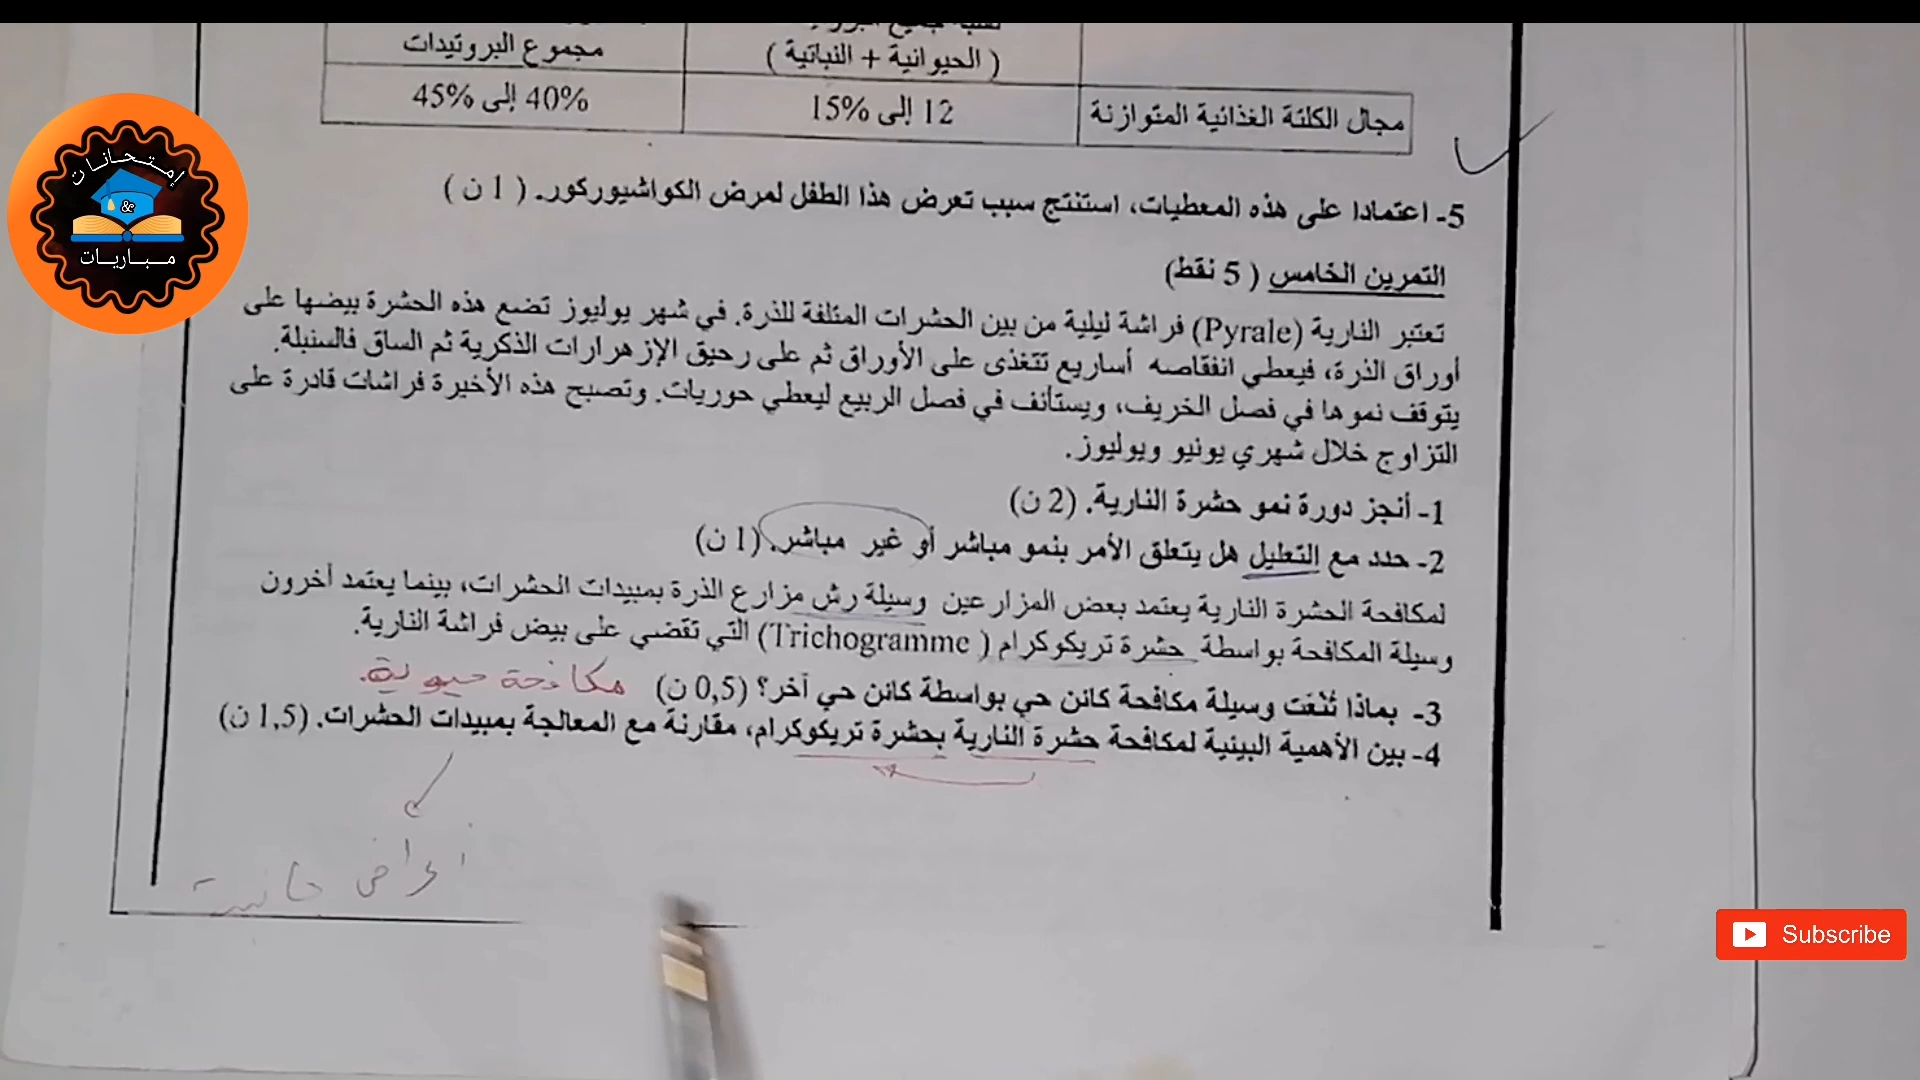 ( الحيوانية + النباتية )
مجموع البروتيدات
مجال الكلتة الغذائية المتوازنة
12 إلى 15%
40% إلى 45%
إمتحانات
&
مباريات
5- اعتمادا على هذه المعطيات، استنتج سبب تعرض هذا الطفل لمرض الكواشيوركور. ( 1 ن )
التمرين الخامس ( 5 نقط)
تعتبر النارية (Pyrale) فراشة ليلية من بين الحشرات المتلفة للذرة. في شهر يوليوز تضع هذه الحشرة بيضها على
أوراق الذرة، فيعطي انفقاصه أساريع تتغذى على الأوراق ثم على رحيق الإزهرارات الذكرية ثم الساق فالسنبلة.
يتوقف نموها في فصل الخريف، ويستأنف في فصل الربيع ليعطي حوريات. وتصبح هذه الأخيرة فراشات قادرة على
التزاوج خلال شهري يونيو ويوليوز.
1- أنجز دورة نمو حشرة النارية. (2 ن)
2- حدد مع التعليل هل يتعلق الأمر بنمو مباشر أو غير مباشر. (1 ن)
لمكافحة الحشرة النارية يعتمد بعض المزارعين وسيلة رش مزارع الذرة بمبيدات الحشرات، بينما يعتمد أخرون
وسيلة المكافحة بواسطة حشرة تريكوكرام ( Trichogramme) التي تقضي على بيض فراشة النارية.
3- بماذا تُنْعَت وسيلة مكافحة كائن حي بواسطة كائن حي آخر؟ (0,5 ن) مكافحة حيوية.
4- بين الأهمية البيئية لمكافحة حشرة النارية بحشرة تريكوكرام، مقارنة مع المعالجة بمبيدات الحشرات. (1,5 ن)
Subscribe